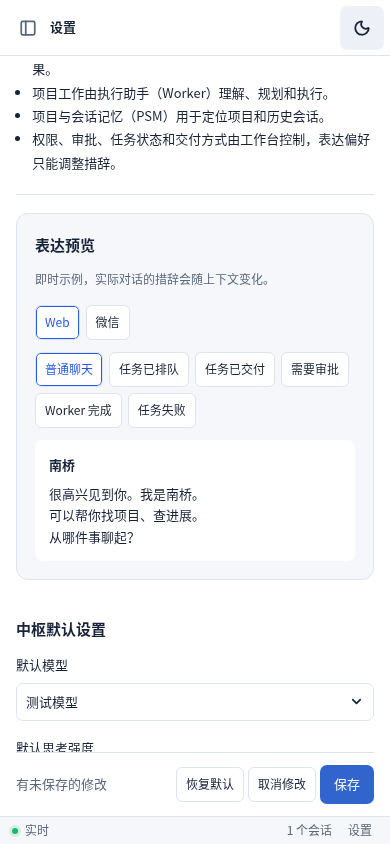 设置
果。
项目工作由执行助手（Worker）理解、规划和执行。
项目与会话记忆（PSM）用于定位项目和历史会话。
权限、审批、任务状态和交付方式由工作台控制，表达偏好
只能调整措辞。
表达预览
即时示例，实际对话的措辞会随上下文变化。
Web 微信
普通聊天 任务已排队 任务已交付 需要审批
Worker 完成 任务失败
南桥
很高兴见到你。我是南桥。
可以帮你找项目、查进展。
从哪件事聊起？
中枢默认设置
默认模型
测试模型
默认思考强度
有未保存的修改 恢复默认 取消修改 保存
实时 1 个会话 设置